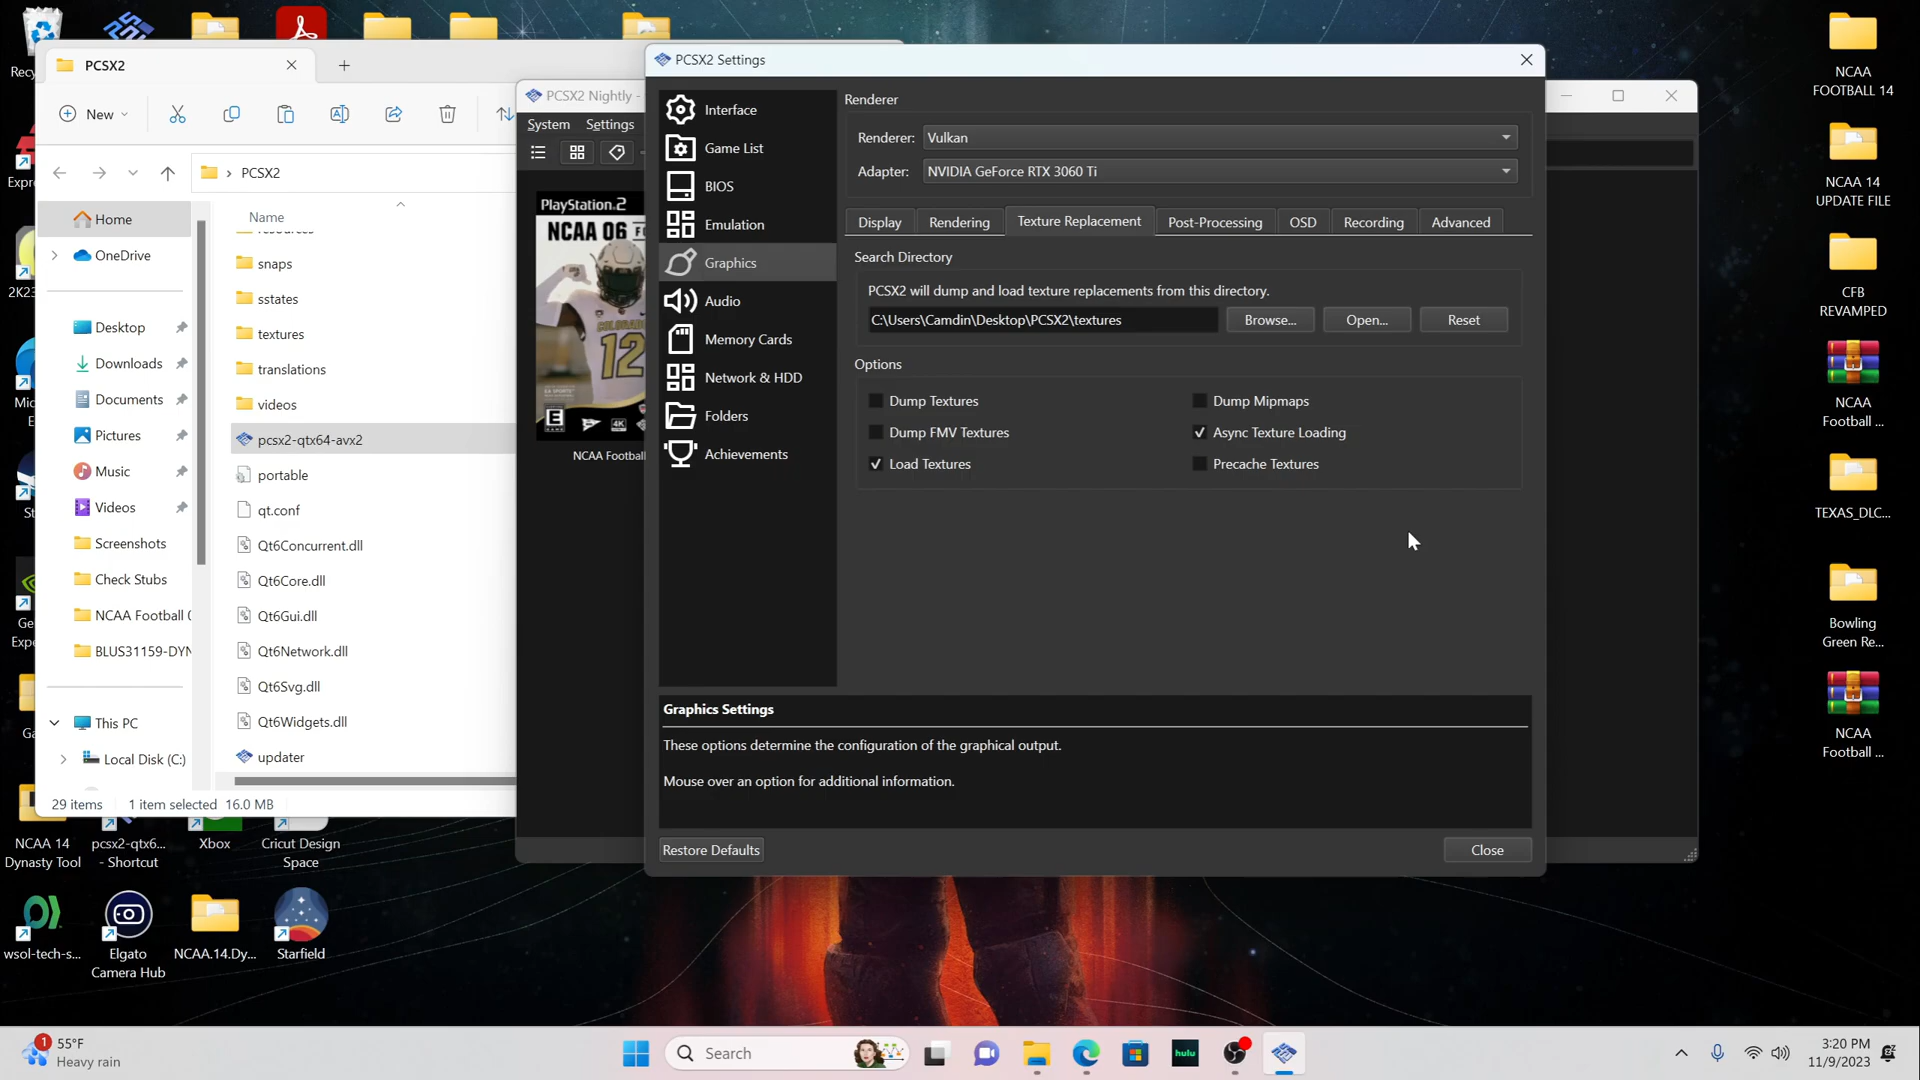 PCSX2
New
PCSX2
Name
Home
OneDrive
Desktop
Downloads
Documents
Pictures
Music
Videos
Screenshots
Check Stubs
NCAA Football (
BLUS31159-DYN
This PC
Local Disk (C:)
snaps
sstates
textures
translations
videos
pcsx2-qtx64-avx2
portable
qt.conf
Qt6Concurrent.dll
Qt6Core.dll
Qt6Gui.dll
Qt6Network.dll
Qt6Svg.dll
Qt6Widgets.dll
updater
29 items
1 item selected
16.0 MB
PCSX2 Nightly -
System
Settings
PlayStation.2
NCAA 06
COLORADO
12
E
4K
NCAA Football
PCSX2 Settings
Interface
Game List
BIOS
Emulation
Graphics
Audio
Memory Cards
Network & HDD
Folders
Achievements
Renderer
Renderer:
Vulkan
Adapter:
NVIDIA GeForce RTX 3060 Ti
Display
Rendering
Texture Replacement
Post-Processing
OSD
Recording
Advanced
Search Directory
PCSX2 will dump and load texture replacements from this directory.
C:\Users\Camdin\Desktop\PCSX2\textures
Browse...
Open...
Reset
Options
Dump Textures
Dump Mipmaps
Dump FMV Textures
Async Texture Loading
Load Textures
Precache Textures
Graphics Settings
These options determine the configuration of the graphical output.
Mouse over an option for additional information.
Restore Defaults
Close
NCAA
FOOTBALL 14
NCAA 14
UPDATE FILE
CFB
REVAMPED
NCAA
Football ...
TEXAS_DLC...
Bowling
Green Re...
NCAA
Football ...
NCAA 14
Dynasty Tool
pcsx2-qtx6...
- Shortcut
Xbox
Cricut Design
Space
wsol-tech-s...
Elgato
Camera Hub
NCAA.14.Dy...
Starfield
1
55°F
Heavy rain
Search
hulu
3:20 PM
11/9/2023